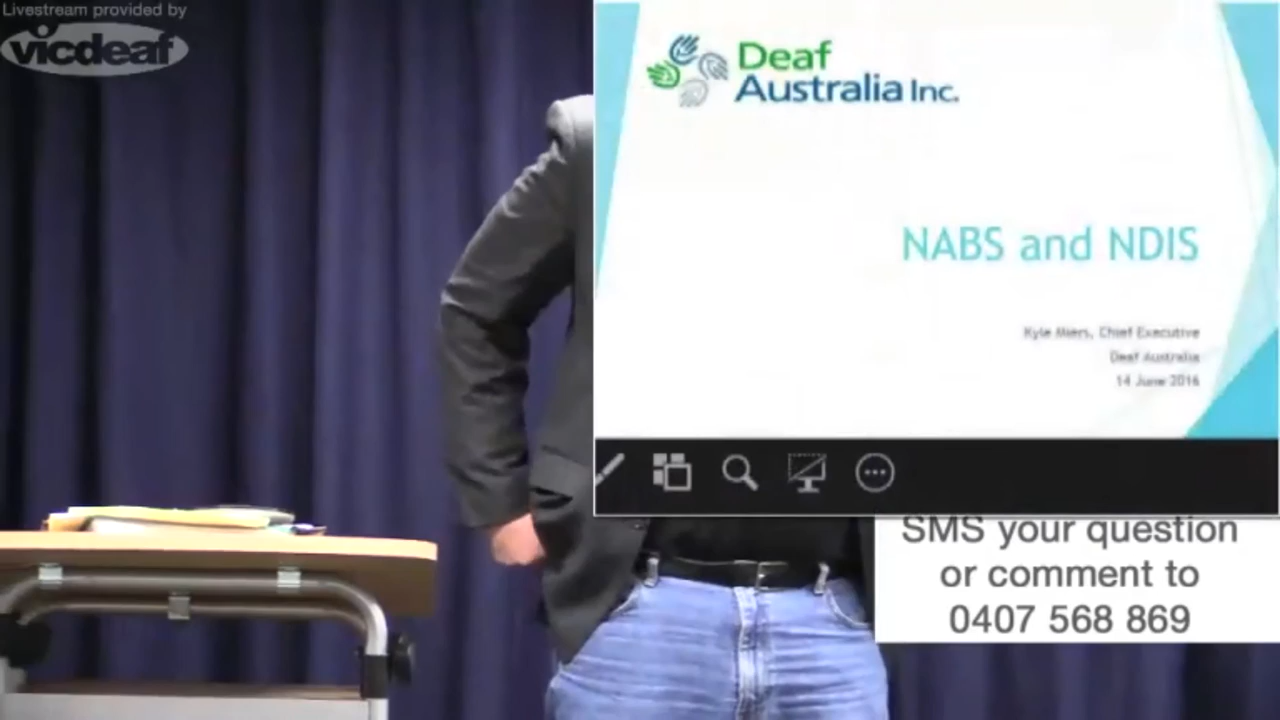 Livestream provided by
vicdeaf
Deaf
Australia Inc.
NABS and NDIS
Kyle Miers, Chief Executive
Deaf Australia
14 June 2016
SMS your question
or comment to
0407 568 869